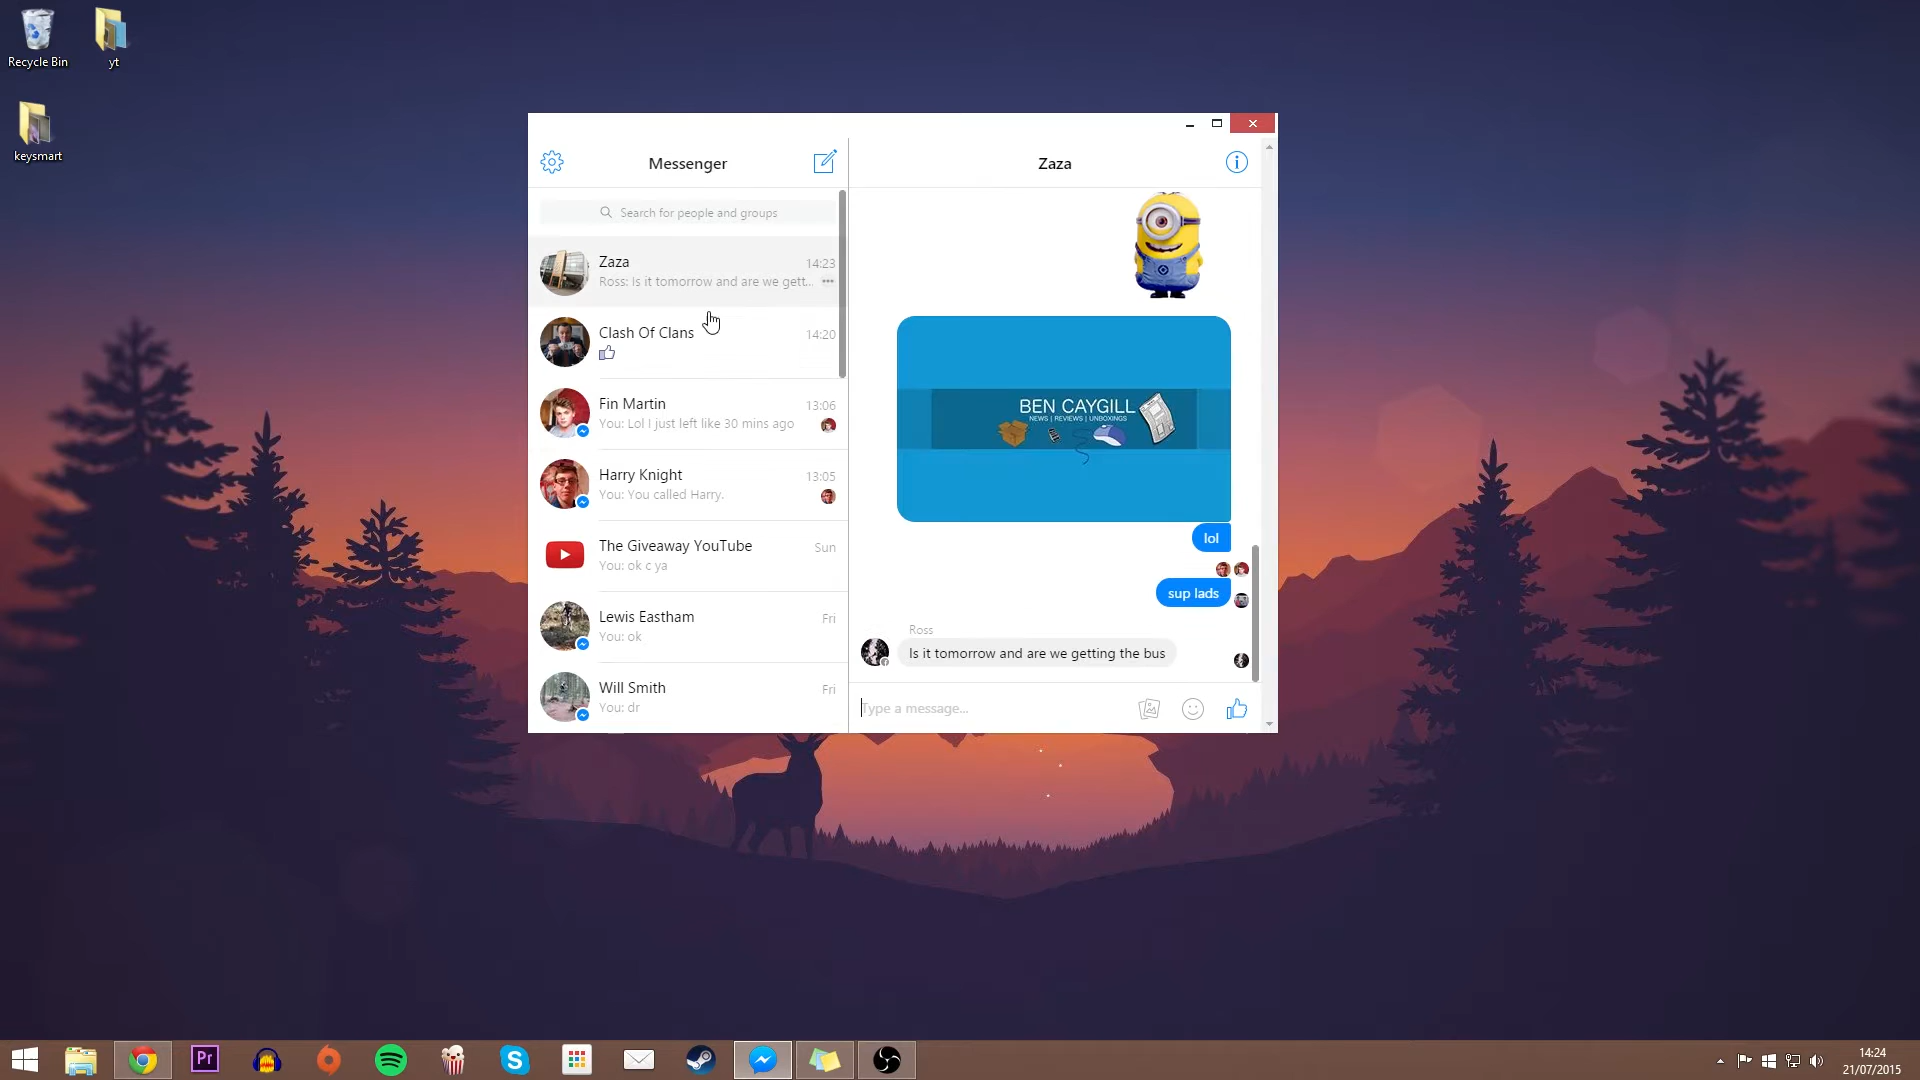 Recycle Bin
yt
keysmart
Messenger
Search for people and groups
Zaza
14:23
Ross: Is it tomorrow and are we gett...
Clash Of Clans
14:20
Fin Martin
13:06
You: Lol I just left like 30 mins ago
Harry Knight
13:05
You: You called Harry.
The Giveaway YouTube
Sun
You: ok c ya
Lewis Eastham
Fri
You: ok
Will Smith
Fri
You: dr
Zaza
BEN CAYGILL
NEWS | REVIEWS | UNBOXINGS
lol
sup lads
Ross
Is it tomorrow and are we getting the bus
Type a message...
Pr
14:24
21/07/2015